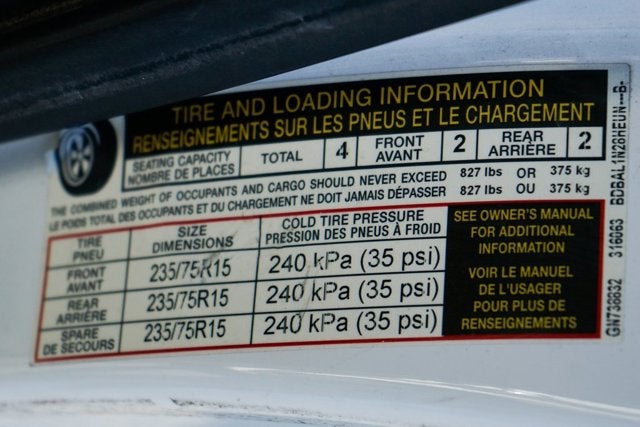 TIRE AND LOADING INFORMATION
RENSEIGNEMENTS SUR LES PNEUS ET LE CHARGEMENT
SEATING CAPACITY
NOMBRE DE PLACES
TOTAL 4
FRONT
AVANT
2
REAR
ARRIÈRE
2
THE COMBINED WEIGHT OF OCCUPANTS AND CARGO SHOULD NEVER EXCEED 827 lbs OR 375 kg
LE POIDS TOTAL DES OCCUPANTS ET DU CHARGEMENT NE DOIT JAMAIS DÉPASSER 827 lbs OU 375 kg
TIRE
PNEU
SIZE
DIMENSIONS
COLD TIRE PRESSURE
PRESSION DES PNEUS À FROID
FRONT
AVANT
235/75R15
240 kPa (35 psi)
REAR
ARRIÈRE
235/75R15
240 kPa (35 psi)
SPARE
DE SECOURS
235/75R15
240 kPa (35 psi)
SEE OWNER'S MANUAL
FOR ADDITIONAL
INFORMATION
VOIR LE MANUEL
DE L'USAGER
POUR PLUS DE
RENSEIGNEMENTS
GN738632 316063